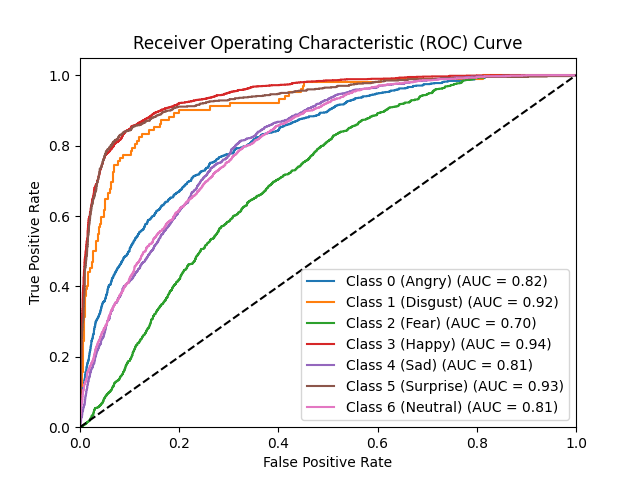 Receiver Operating Characteristic (ROC) Curve
1.0
0.8
0.6
0.4
0.2
0.0
True Positive Rate
Class 0 (Angry) (AUC = 0.82)
Class 1 (Disgust) (AUC = 0.92)
Class 2 (Fear) (AUC = 0.70)
Class 3 (Happy) (AUC = 0.94)
Class 4 (Sad) (AUC = 0.81)
Class 5 (Surprise) (AUC = 0.93)
Class 6 (Neutral) (AUC = 0.81)
0.0 0.2 0.4 0.6 0.8 1.0
False Positive Rate